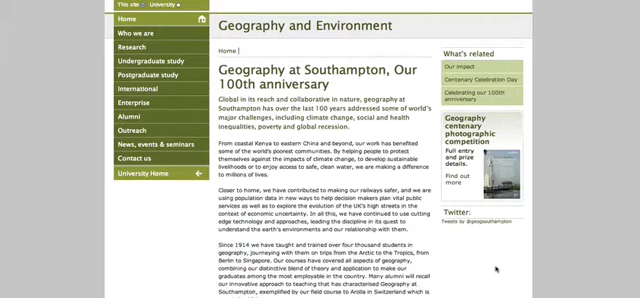 This site University
Home
Who we are
Research
Undergraduate study
Postgraduate study
International
Enterprise
Alumni
Outreach
News, events & seminars
Contact us
University Home
Geography and Environment
Home |
Geography at Southampton, Our
100th anniversary
Global in its reach and collaborative in nature, geography at
Southampton has over the last 100 years addressed some of world's
major challenges, including climate change, social and health
inequalities, poverty and global recession.
From coastal Kenya to eastern China and beyond, our work has benefited
some of the world's poorest communities. By helping people to protect
themselves against the impacts of climate change, to develop sustainable
livelihoods or to enjoy access to safe, clean water, we are making a difference
to millions of lives.
Closer to home, we have contributed to making our railways safer, and we are
using population data in new ways to help decision makers plan vital public
services as well as to explore the evolution of the UK's high streets in the
context of economic uncertainty. In all this, we have continued to use cutting
edge technology and approaches, leading the discipline in its quest to
understand the earth's environments and our relationship with them.
Since 1914 we have taught and trained over four thousand students in
geography, journeying with them on trips from the Arctic to the Tropics, from
Berlin to Singapore. Our courses have covered all aspects of geography,
combining our distinctive blend of theory and application to make our
graduates among the most employable in the country. Many alumni will recall
our innovative approach to teaching that has characterised Geography at
Southampton, exemplified by our field course to Arolla in Switzerland which is
What's related
Our impact
Centenary Celebration Day
Celebrating our 100th
anniversary
Geography
centenary
photographic
competition
Full entry
and prize
details.
Find out
more
Twitter:
Tweets by @geogsouthampton